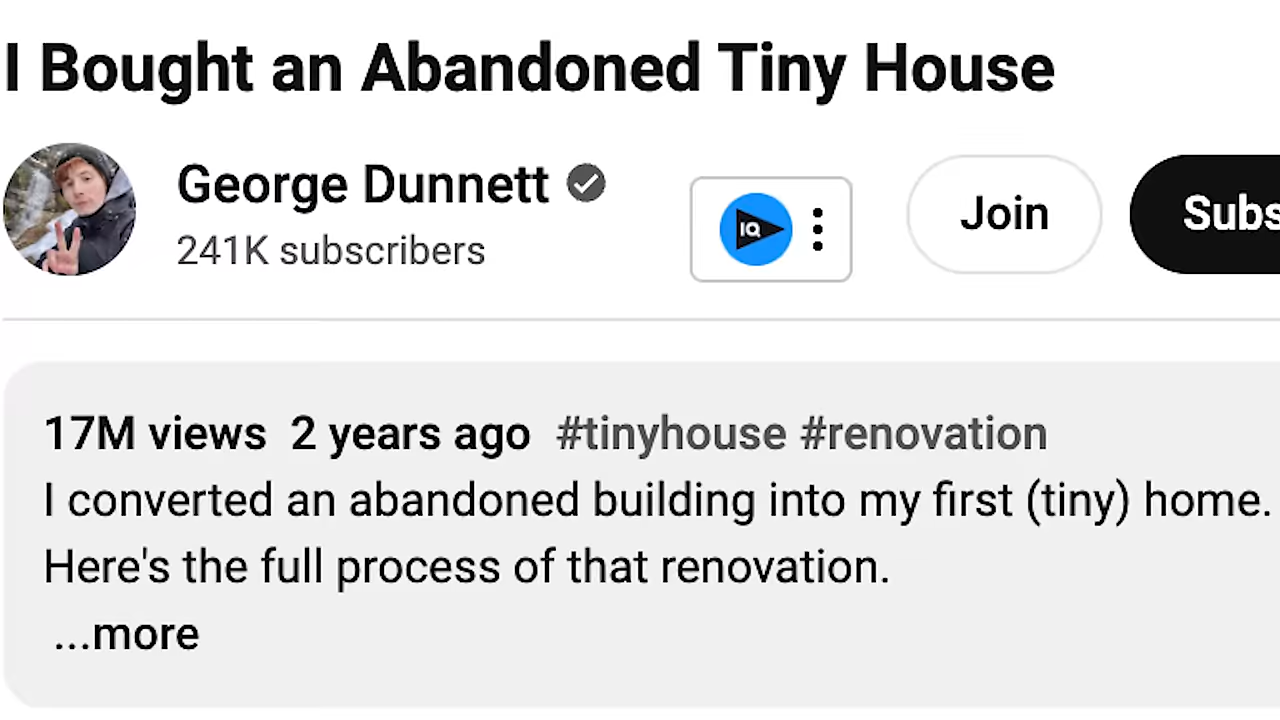 I Bought an Abandoned Tiny House
George Dunnett
241K subscribers
IQ
Join
Subs
17M views 2 years ago #tinyhouse #renovation
I converted an abandoned building into my first (tiny) home.
Here's the full process of that renovation.
...more